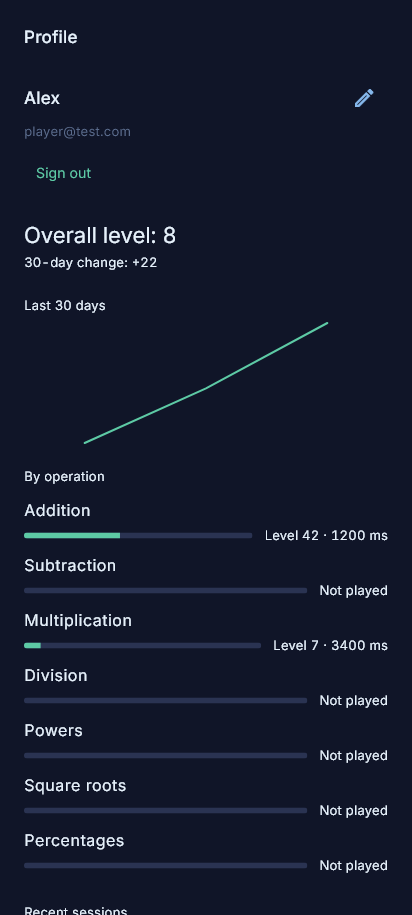 Profile
Alex
player@test.com
Sign out
Overall level: 8
30-day change: +22
Last 30 days
By operation
Addition
Level 42 · 1200 ms
Subtraction
Not played
Multiplication
Level 7 · 3400 ms
Division
Not played
Powers
Not played
Square roots
Not played
Percentages
Not played
Recent sessions